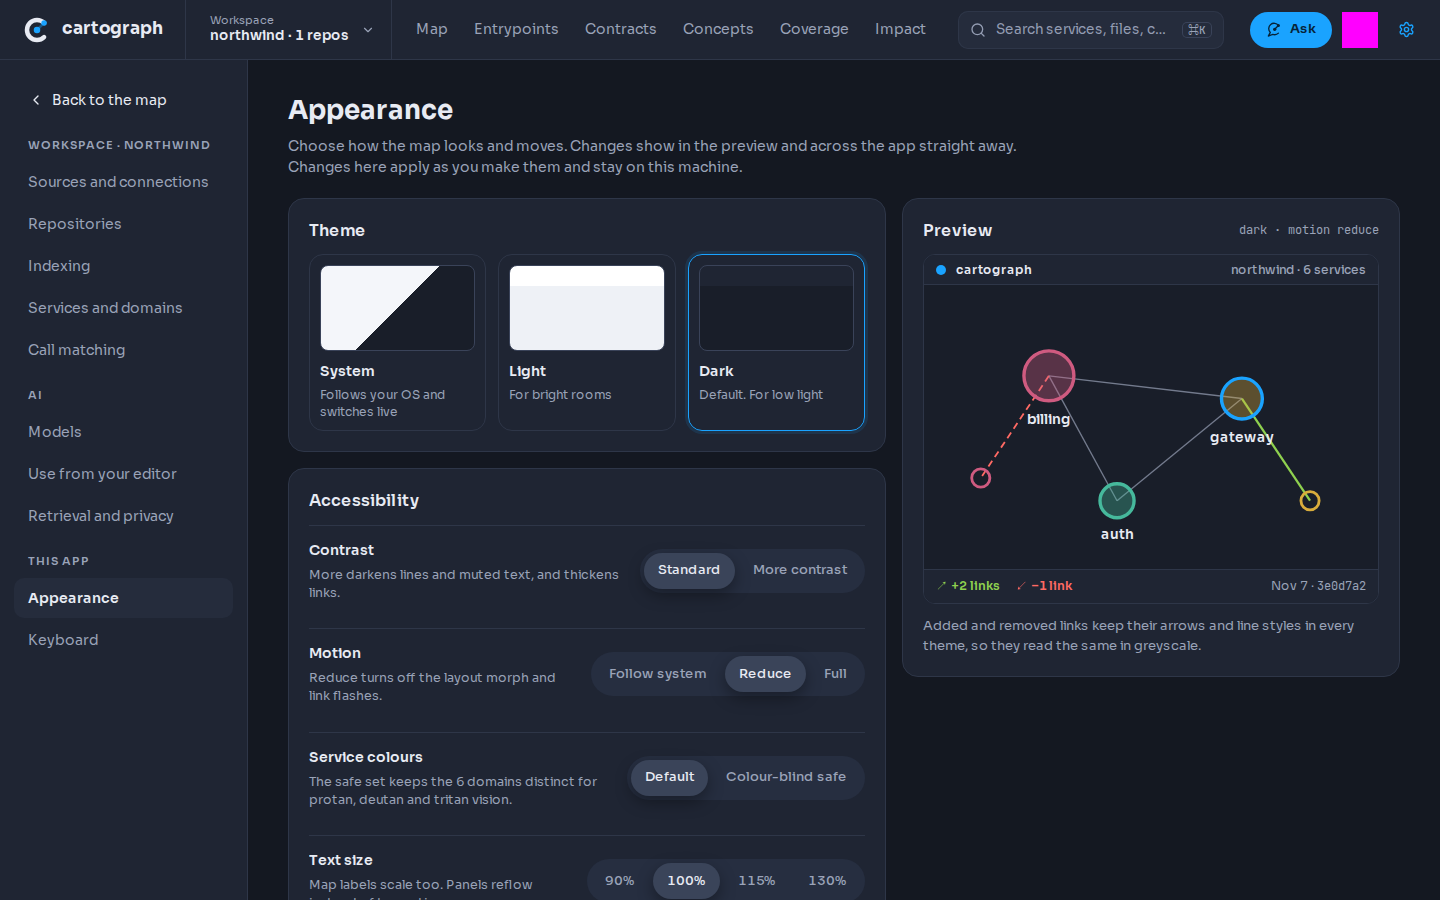 cartograph
Workspace
northwind · 1 repos
Map
Entrypoints
Contracts
Concepts
Coverage
Impact
Search services, files, c...
⌘K
Ask
Back to the map
WORKSPACE · NORTHWIND
Sources and connections
Repositories
Indexing
Services and domains
Call matching
AI
Models
Use from your editor
Retrieval and privacy
THIS APP
Appearance
Keyboard
Appearance
Choose how the map looks and moves. Changes show in the preview and across the app straight away.
Changes here apply as you make them and stay on this machine.
Theme
System
Follows your OS and
switches live
Light
For bright rooms
Dark
Default. For low light
Accessibility
Contrast
More darkens lines and muted text, and thickens
links.
Standard
More contrast
Motion
Reduce turns off the layout morph and
link flashes.
Follow system
Reduce
Full
Service colours
The safe set keeps the 6 domains distinct for
protan, deutan and tritan vision.
Default
Colour-blind safe
Text size
Map labels scale too. Panels reflow
90%
100%
115%
130%
Preview
dark · motion reduce
cartograph
northwind · 6 services
billing
gateway
auth
↗ +2 links
↙ −1 link
Nov 7 · 3e0d7a2
Added and removed links keep their arrows and line styles in every
theme, so they read the same in greyscale.